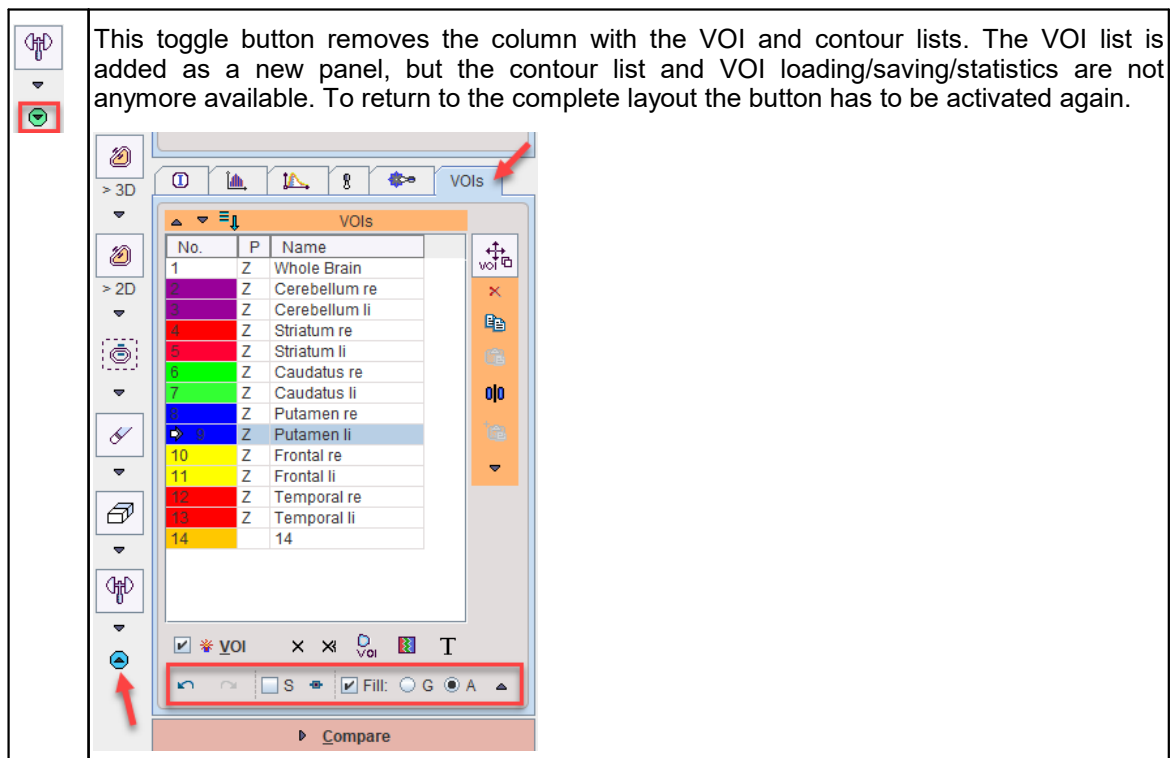 This toggle button removes the column with the VOI and contour lists. The VOI list is
added as a new panel, but the contour list and VOI loading/saving/statistics are not
anymore available. To return to the complete layout the button has to be activated again.
> 3D
VOIs
VOIs
No. P Name
VOI
1 Z Whole Brain
> 2D
2 Z Cerebellum re
3 Z Cerebellum li
4 Z Striatum re
5 Z Striatum li
6 Z Caudatus re
7 Z Caudatus li
0|0
8 Z Putamen re
9 Z Putamen li
10 Z Frontal re
11 Z Frontal li
12 Z Temporal re
13 Z Temporal li
14 14
VOI VOI T
S Fill: G A
Compare